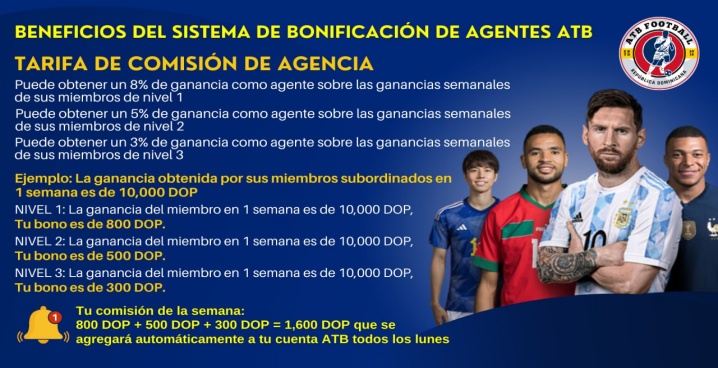 BENEFICIOS DEL SISTEMA DE BONIFICACIÓN DE AGENTES ATB
ATB FOOTBALL
REPÚBLICA DOMINICANA
TARIFA DE COMISIÓN DE AGENCIA
Puede obtener un 8% de ganancia como agente sobre las ganancias semanales
de sus miembros de nivel 1
Puede obtener un 5% de ganancia como agente sobre las ganancias semanales
de sus miembros de nivel 2
Puede obtener un 3% de ganancia como agente sobre las ganancias semanales
de sus miembros de nivel 3
Ejemplo: La ganancia obtenida por sus miembros subordinados en
1 semana es de 10,000 DOP
NIVEL 1: La ganancia del miembro en 1 semana es de 10,000 DOP,
Tu bono es de 800 DOP.
NIVEL 2: La ganancia del miembro en 1 semana es de 10,000 DOP,
Tu bono es de 500 DOP.
NIVEL 3: La ganancia del miembro en 1 semana es de 10,000 DOP,
Tu bono es de 300 DOP.
10
1
Tu comisión de la semana:
800 DOP + 500 DOP + 300 DOP = 1,600 DOP que se
agregará automáticamente a tu cuenta ATB todos los lunes